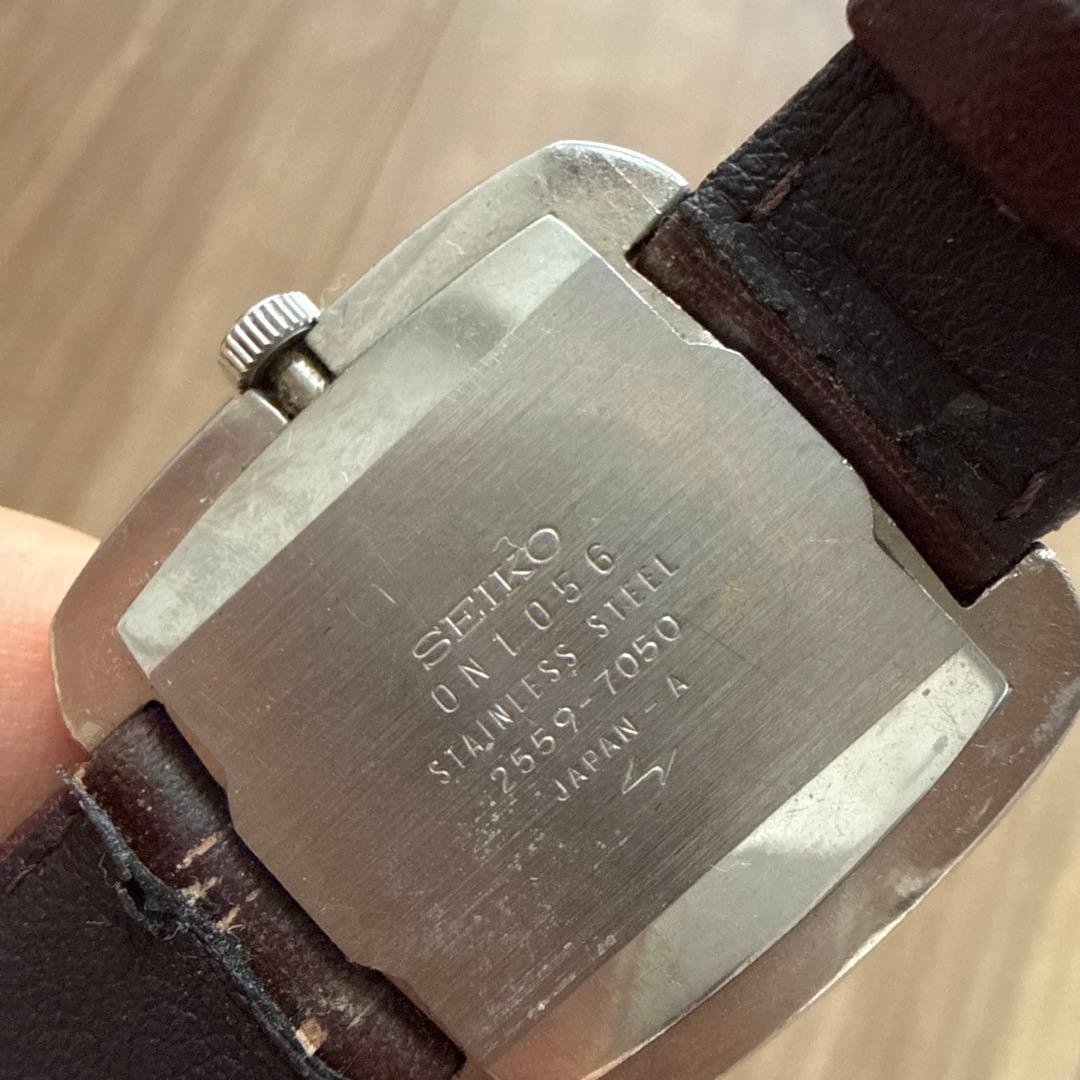 SEIKO
0N1056
STAINLESS STEEL
2559-7050
JAPAN-A